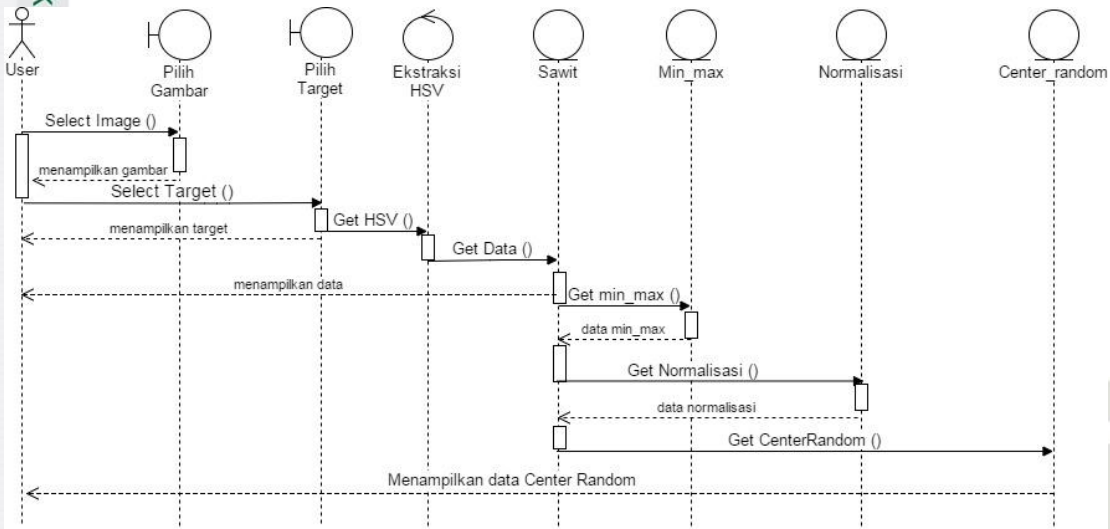 User
Pilih
Gambar
Pilih
Target
Ekstraksi
HSV
Sawit
Min_max
Normalisasi
Center_random
Select Image ()
menampilkan gambar
Select Target ()
Get HSV ()
menampilkan target
Get Data ()
menampilkan data
Get min_max ()
data min_max
Get Normalisasi ()
data normalisasi
Get CenterRandom ()
Menampilkan data Center Random